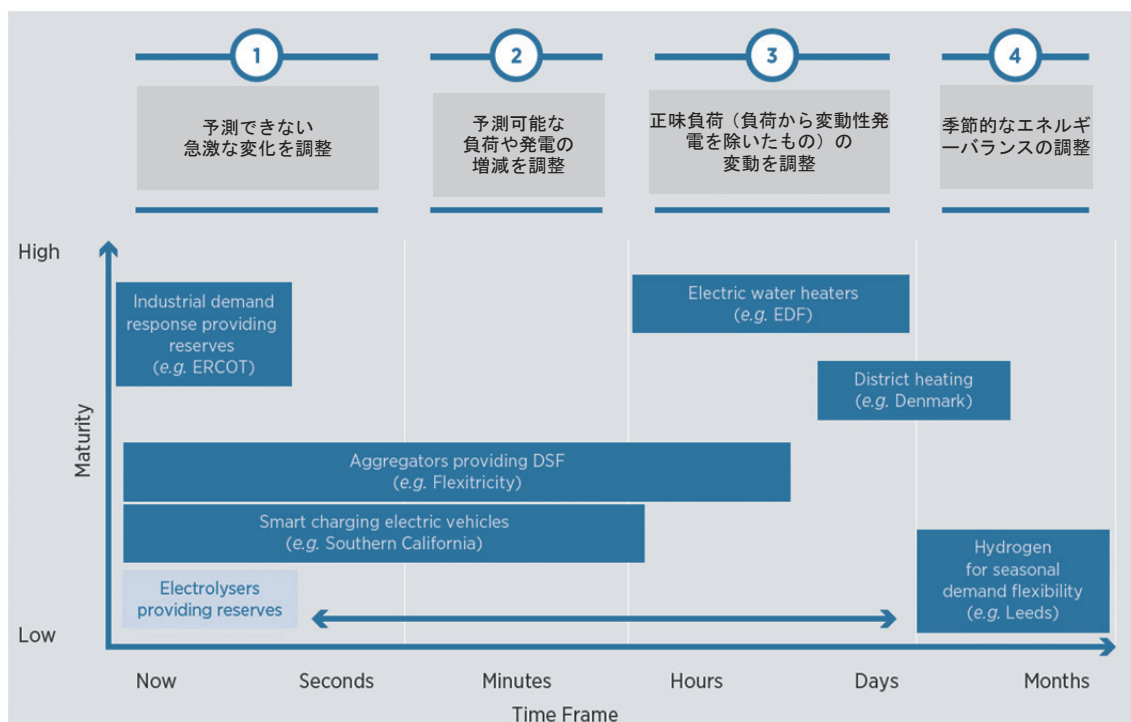 1
予測できない
急激な変化を調整
2
予測可能な
負荷や発電の
増減を調整
3
正味負荷（負荷から変動性発
電を除いたもの）の
変動を調整
4
季節的なエネルギ
ーバランスの調整
High
Maturity
Low
Industrial demand
response providing
reserves
(e.g. ERCOT)
Electric water heaters
(e.g. EDF)
District heating
(e.g. Denmark)
Aggregators providing DSF
(e.g. Flexitricity)
Smart charging electric vehicles
(e.g. Southern California)
Electrolysers
providing reserves
Hydrogen
for seasonal
demand flexibility
(e.g. Leeds)
Now Seconds Minutes Hours Days Months
Time Frame